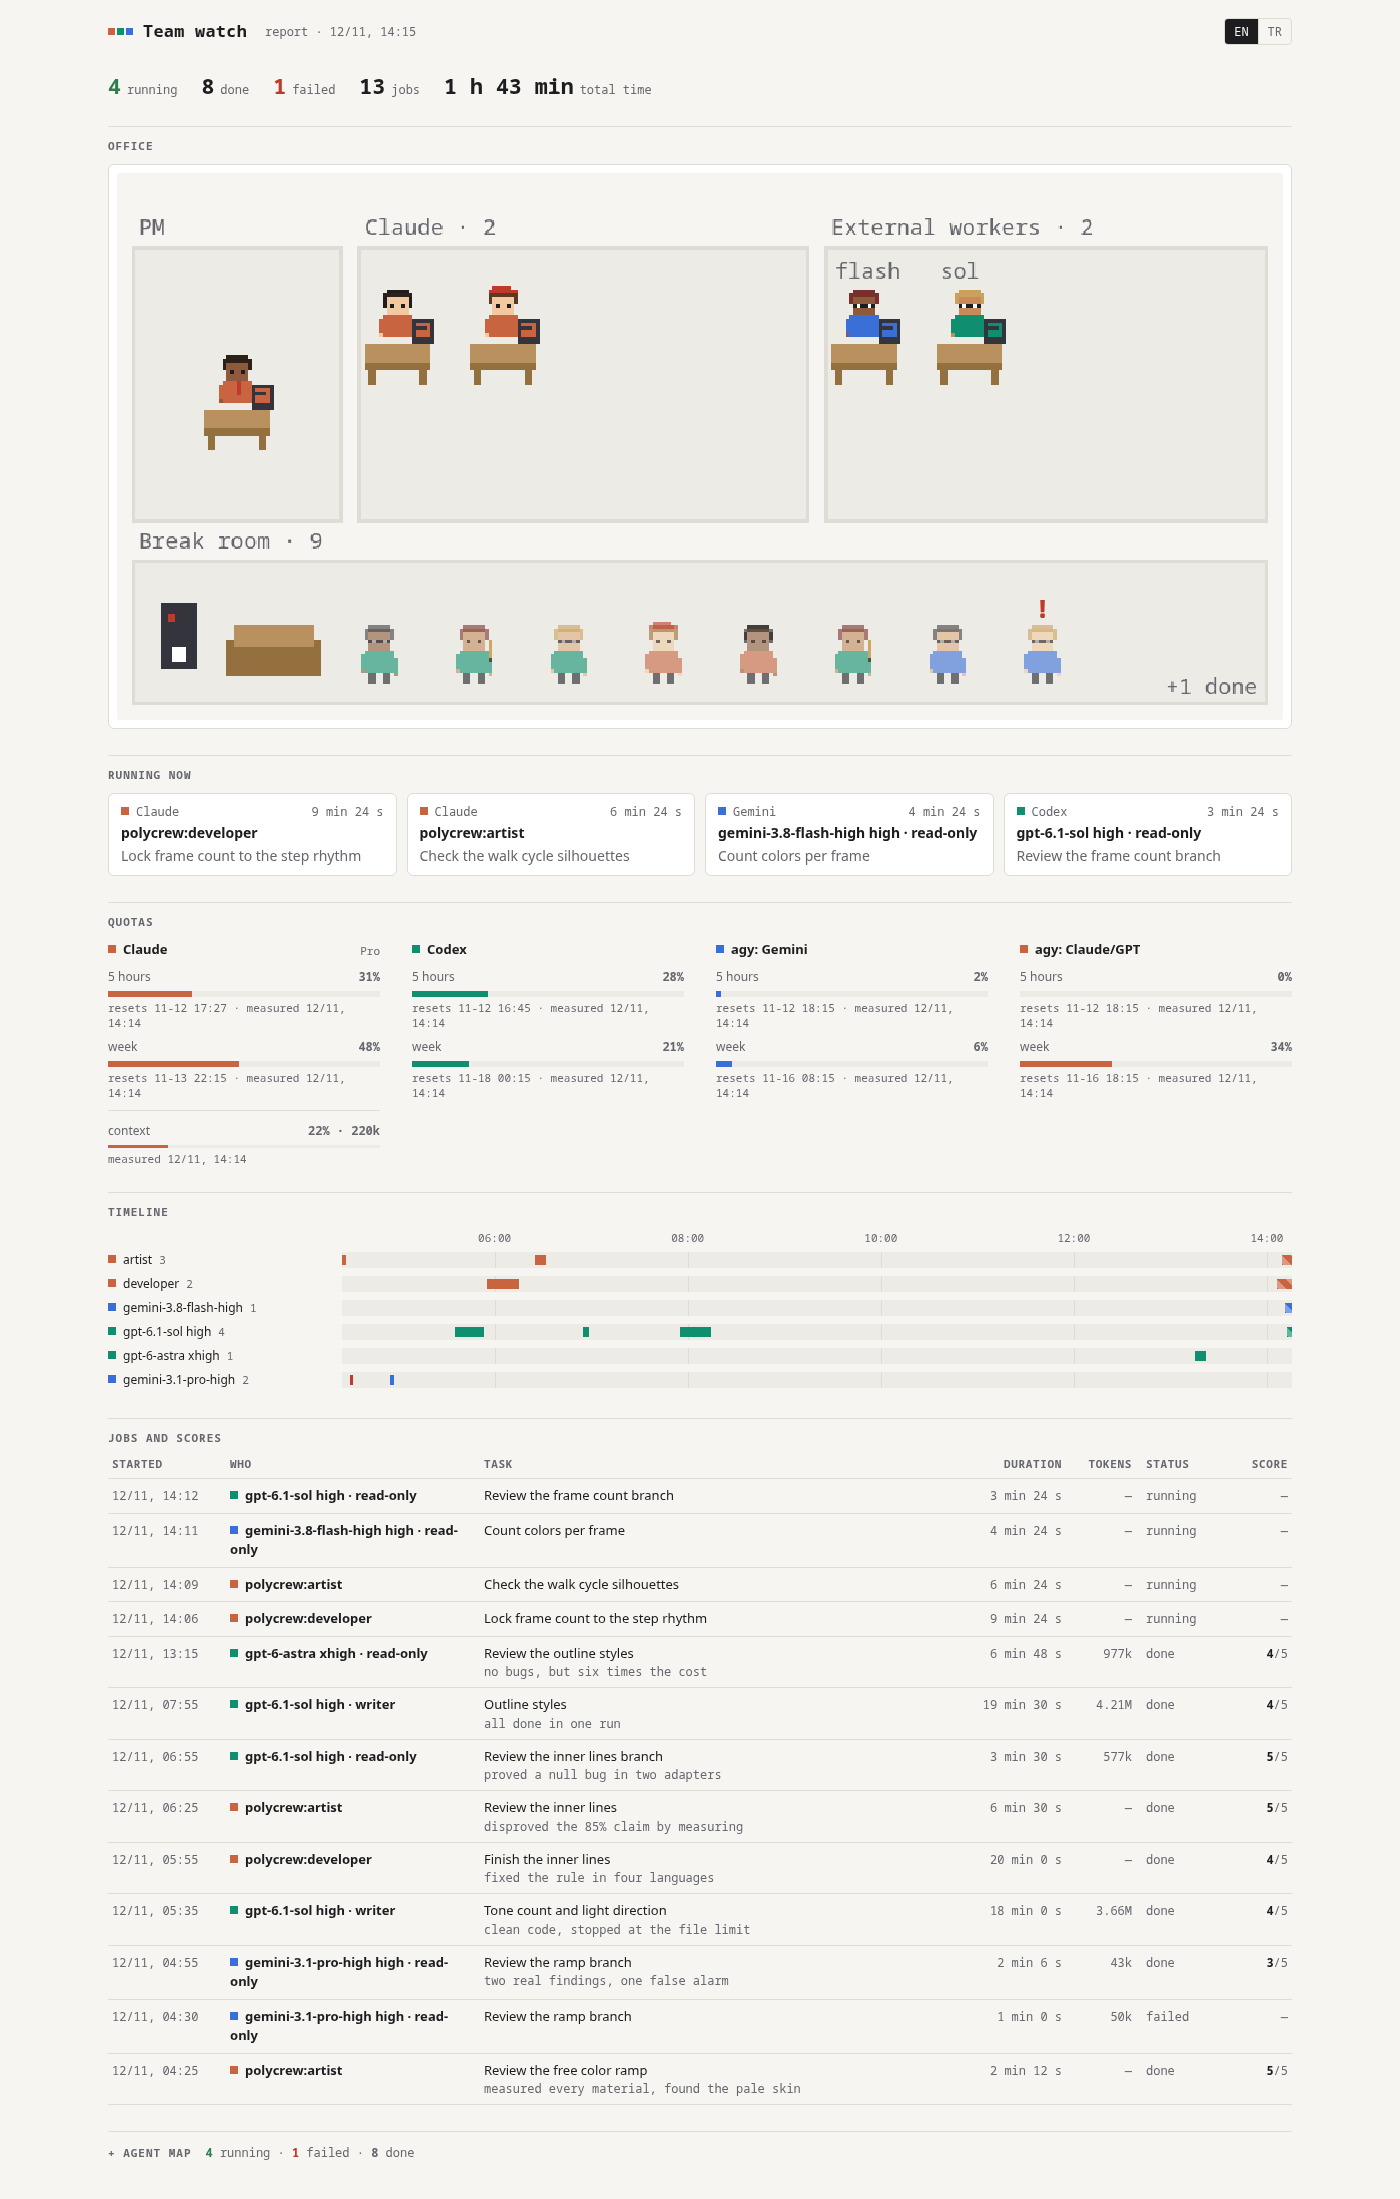 Team watch report · 12/11, 14:15 EN TR
4 running 8 done 1 failed 13 jobs 1 h 43 min total time
OFFICE
PM Claude · 2 External workers · 2
flash sol
Break room · 9
!
+1 done
RUNNING NOW
Claude 9 min 24 s
polycrew:developer
Lock frame count to the step rhythm
Claude 6 min 24 s
polycrew:artist
Check the walk cycle silhouettes
Gemini 4 min 24 s
gemini-3.8-flash-high high · read-only
Count colors per frame
Codex 3 min 24 s
gpt-6.1-sol high · read-only
Review the frame count branch
QUOTAS
Claude Pro
5 hours 31%
resets 11-12 17:27 · measured 12/11,
14:14
week 48%
resets 11-13 22:15 · measured 12/11,
14:14
context 22% · 220k
measured 12/11, 14:14
Codex
5 hours 28%
resets 11-12 16:45 · measured 12/11,
14:14
week 21%
resets 11-18 00:15 · measured 12/11,
14:14
agy: Gemini
5 hours 2%
resets 11-12 18:15 · measured 12/11,
14:14
week 6%
resets 11-16 08:15 · measured 12/11,
14:14
agy: Claude/GPT
5 hours 0%
resets 11-12 18:15 · measured 12/11,
14:14
week 34%
resets 11-16 18:15 · measured 12/11,
14:14
TIMELINE
06:00 08:00 10:00 12:00 14:00
artist 3
developer 2
gemini-3.8-flash-high 1
gpt-6.1-sol high 4
gpt-6-astra xhigh 1
gemini-3.1-pro-high 2
JOBS AND SCORES
STARTED WHO TASK DURATION TOKENS STATUS SCORE
12/11, 14:12 gpt-6.1-sol high · read-only Review the frame count branch 3 min 24 s — running —
12/11, 14:11 gemini-3.8-flash-high high · read- Count colors per frame 4 min 24 s — running —
only
12/11, 14:09 polycrew:artist Check the walk cycle silhouettes 6 min 24 s — running —
12/11, 14:06 polycrew:developer Lock frame count to the step rhythm 9 min 24 s — running —
12/11, 13:15 gpt-6-astra xhigh · read-only Review the outline styles 6 min 48 s 977k done 4/5
no bugs, but six times the cost
12/11, 07:55 gpt-6.1-sol high · writer Outline styles 19 min 30 s 4.21M done 4/5
all done in one run
12/11, 06:55 gpt-6.1-sol high · read-only Review the inner lines branch 3 min 30 s 577k done 5/5
proved a null bug in two adapters
12/11, 06:25 polycrew:artist Review the inner lines 6 min 30 s — done 5/5
disproved the 85% claim by measuring
12/11, 05:55 polycrew:developer Finish the inner lines 20 min 0 s — done 4/5
fixed the rule in four languages
12/11, 05:35 gpt-6.1-sol high · writer Tone count and light direction 18 min 0 s 3.66M done 4/5
clean code, stopped at the file limit
12/11, 04:55 gemini-3.1-pro-high high · read- Review the ramp branch 2 min 6 s 43k done 3/5
only two real findings, one false alarm
12/11, 04:30 gemini-3.1-pro-high high · read- Review the ramp branch 1 min 0 s 50k failed —
only
12/11, 04:25 polycrew:artist Review the free color ramp 2 min 12 s — done 5/5
measured every material, found the pale skin
+ AGENT MAP 4 running · 1 failed · 8 done